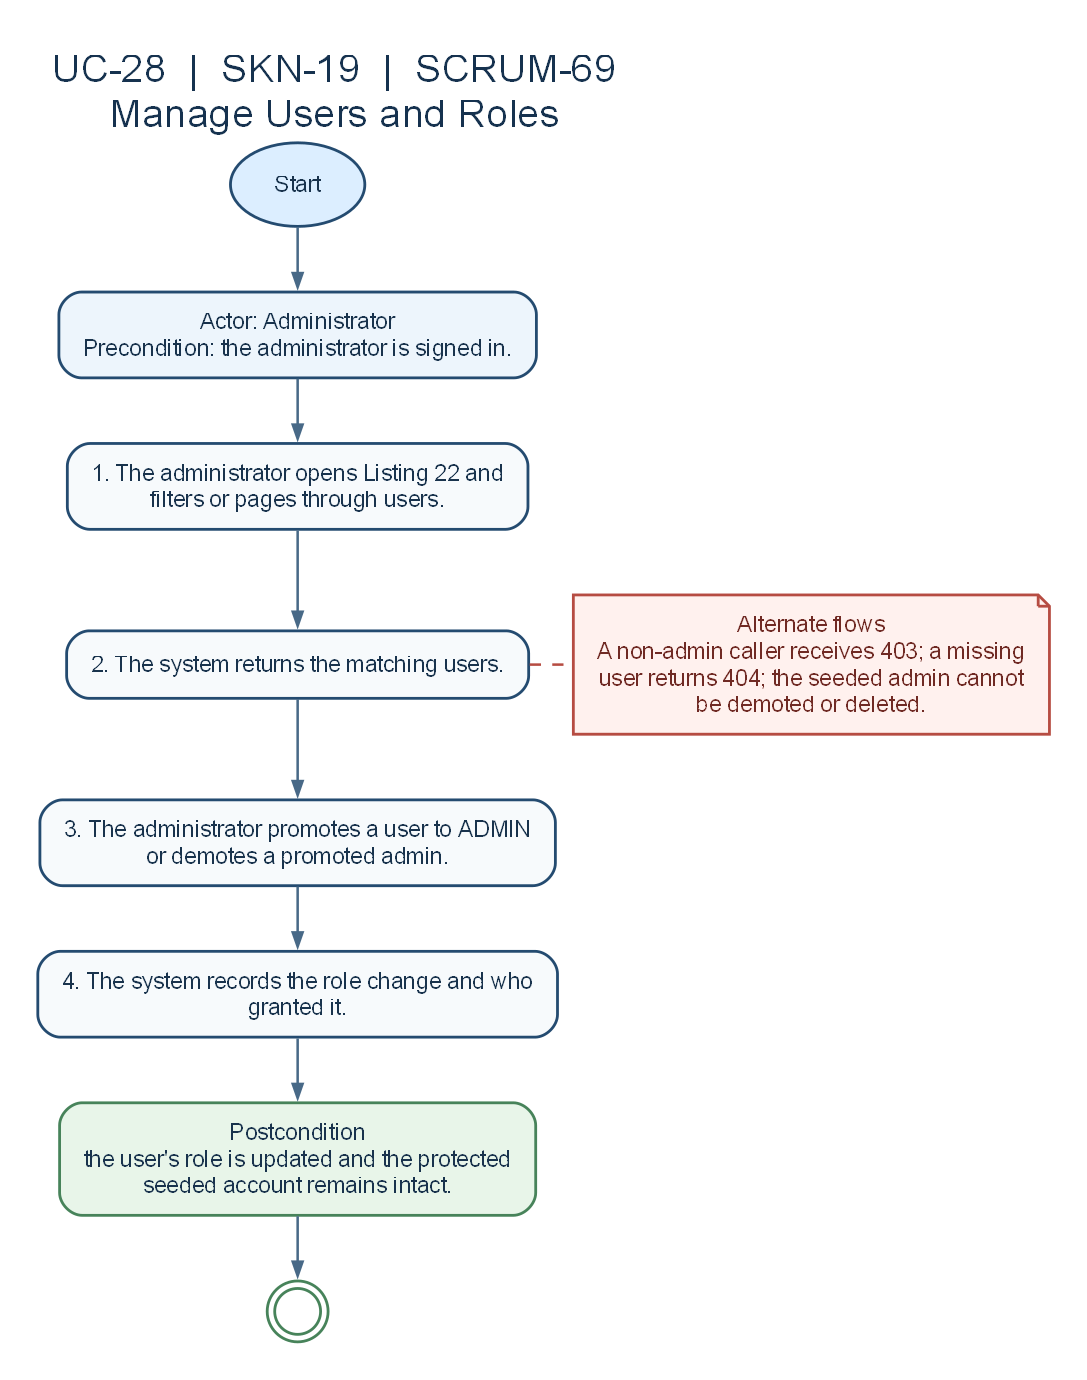 UC-28 | SKN-19 | SCRUM-69
Manage Users and Roles
Start
Actor: Administrator
Precondition: the administrator is signed in.
1. The administrator opens Listing 22 and
filters or pages through users.
2. The system returns the matching users.
Alternate flows
A non-admin caller receives 403; a missing
user returns 404; the seeded admin cannot
be demoted or deleted.
3. The administrator promotes a user to ADMIN
or demotes a promoted admin.
4. The system records the role change and who
granted it.
Postcondition
the user's role is updated and the protected
seeded account remains intact.